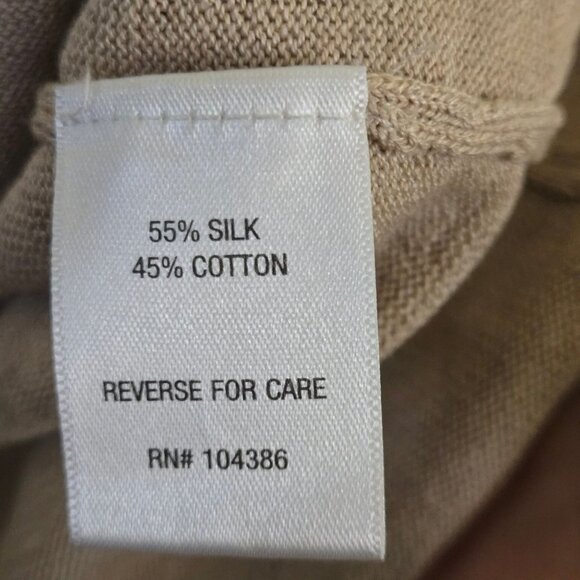 55% SILK
45% COTTON
REVERSE FOR CARE
RN# 104386